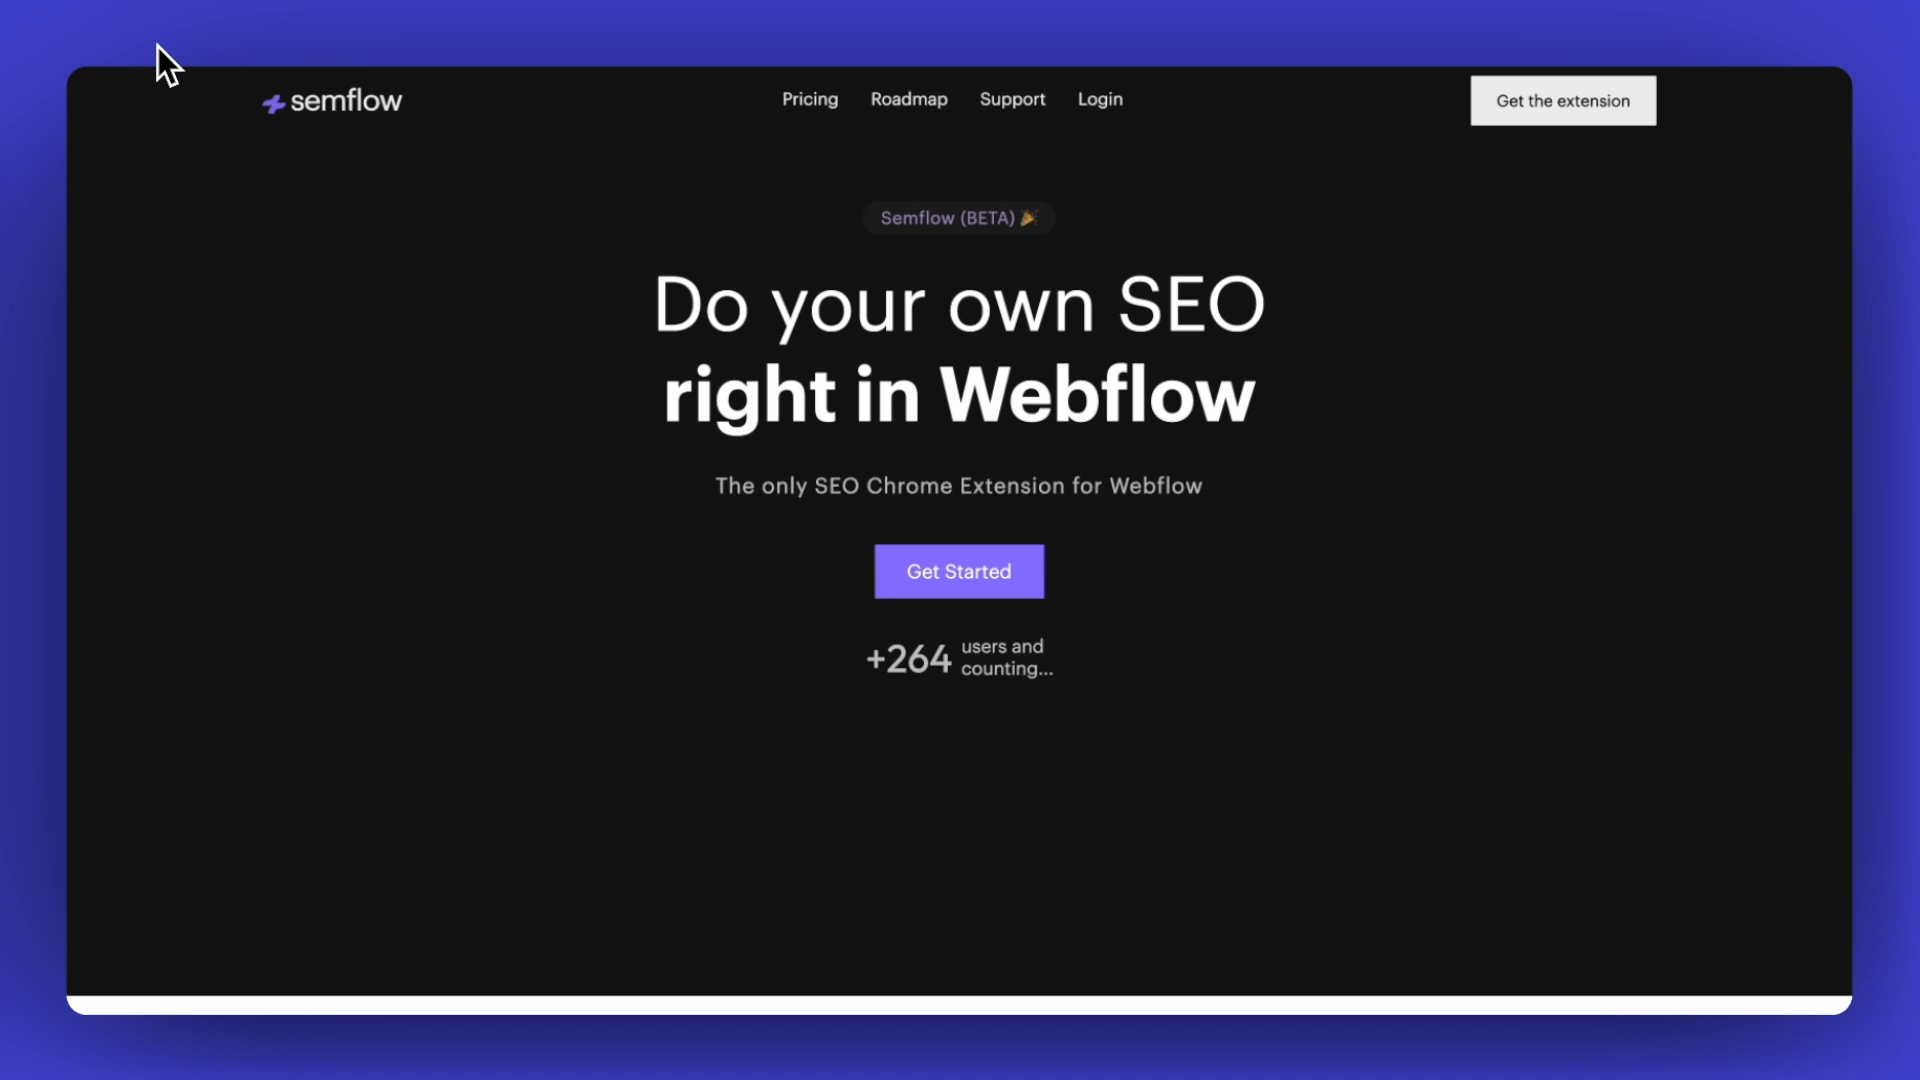 semflow
Pricing
Roadmap
Support
Login
Get the extension
Semflow (BETA) 🎉
Do your own SEO
right in Webflow
The only SEO Chrome Extension for Webflow
Get Started
+264 users and
counting...